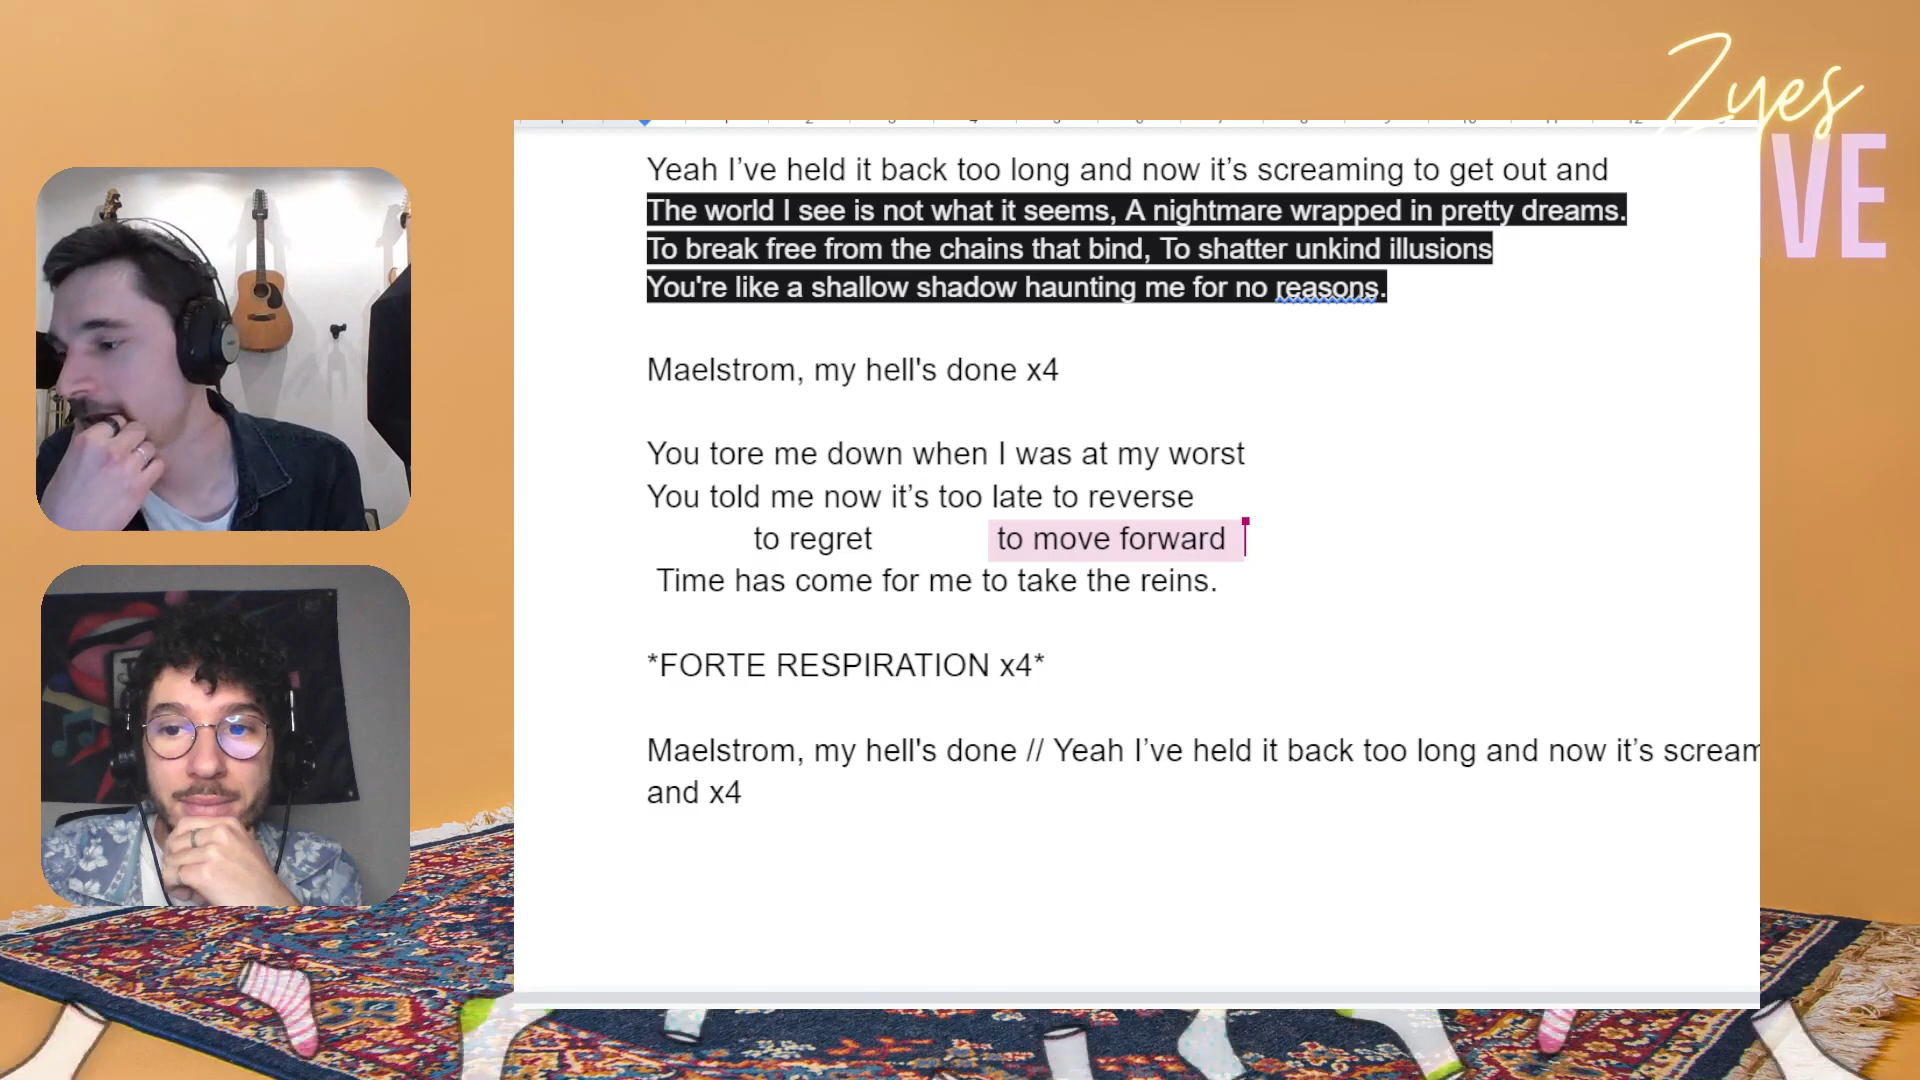 Zyes
Yeah I’ve held it back too long and now it’s screaming to get out and
The world I see is not what it seems, A nightmare wrapped in pretty dreams.
To break free from the chains that bind, To shatter unkind illusions
You're like a shallow shadow haunting me for no reasons.
Maelstrom, my hell's done x4
You tore me down when I was at my worst
You told me now it’s too late to reverse
to regret to move forward
Time has come for me to take the reins.
*FORTE RESPIRATION x4*
Maelstrom, my hell's done // Yeah I’ve held it back too long and now it’s scream
and x4